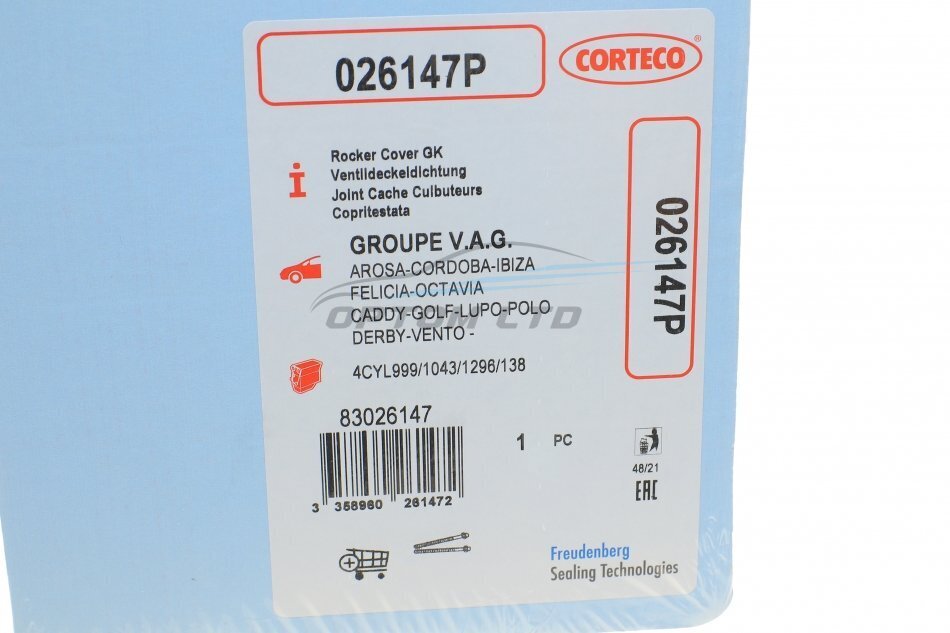 026147P
CORTECO®
Rocker Cover GK
Ventildeckeldichtung
Joint Cache Culbuteurs
Copritestata
GROUPE V.A.G.
AROSA-CORDOBA-IBIZA
FELICIA-OCTAVIA
CADDY-GOLF-LUPO-POLO
DERBY-VENTO -
OPTOM LTD
026147P
4CYL999/1043/1296/138
83026147
3 358960 261472
1 PC
48/21
EAC
Freudenberg
Sealing Technologies